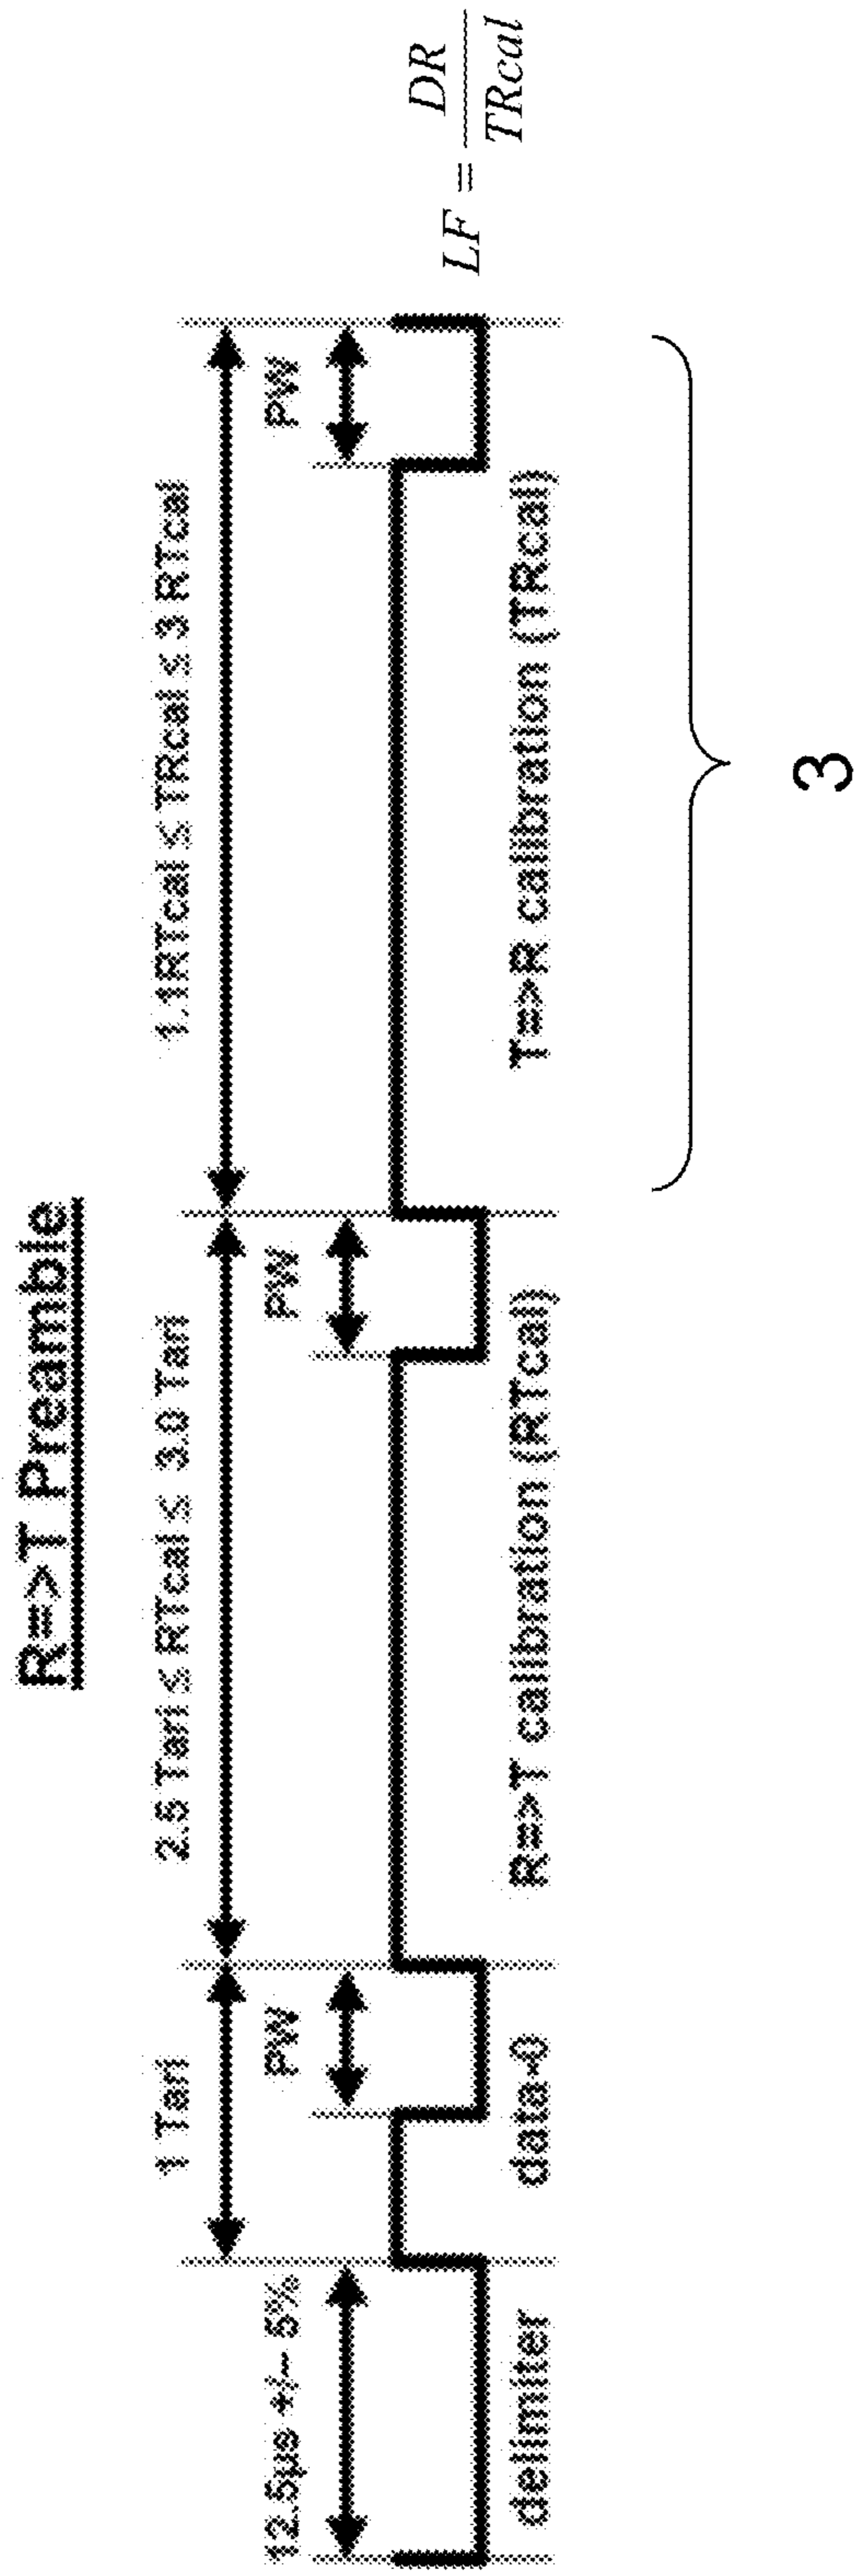 R=>T Preamble
12.5µs +/- 5%
1 Tari
2.5 Tari ≤ RTcal ≤ 3.0 Tari
1.1RTcal ≤ TRcal ≤ 3 RTcal
PW
PW
PW
delimiter
data-0
R=>T calibration (RTcal)
T=>R calibration (TRcal)
LF = DR / TRcal
3